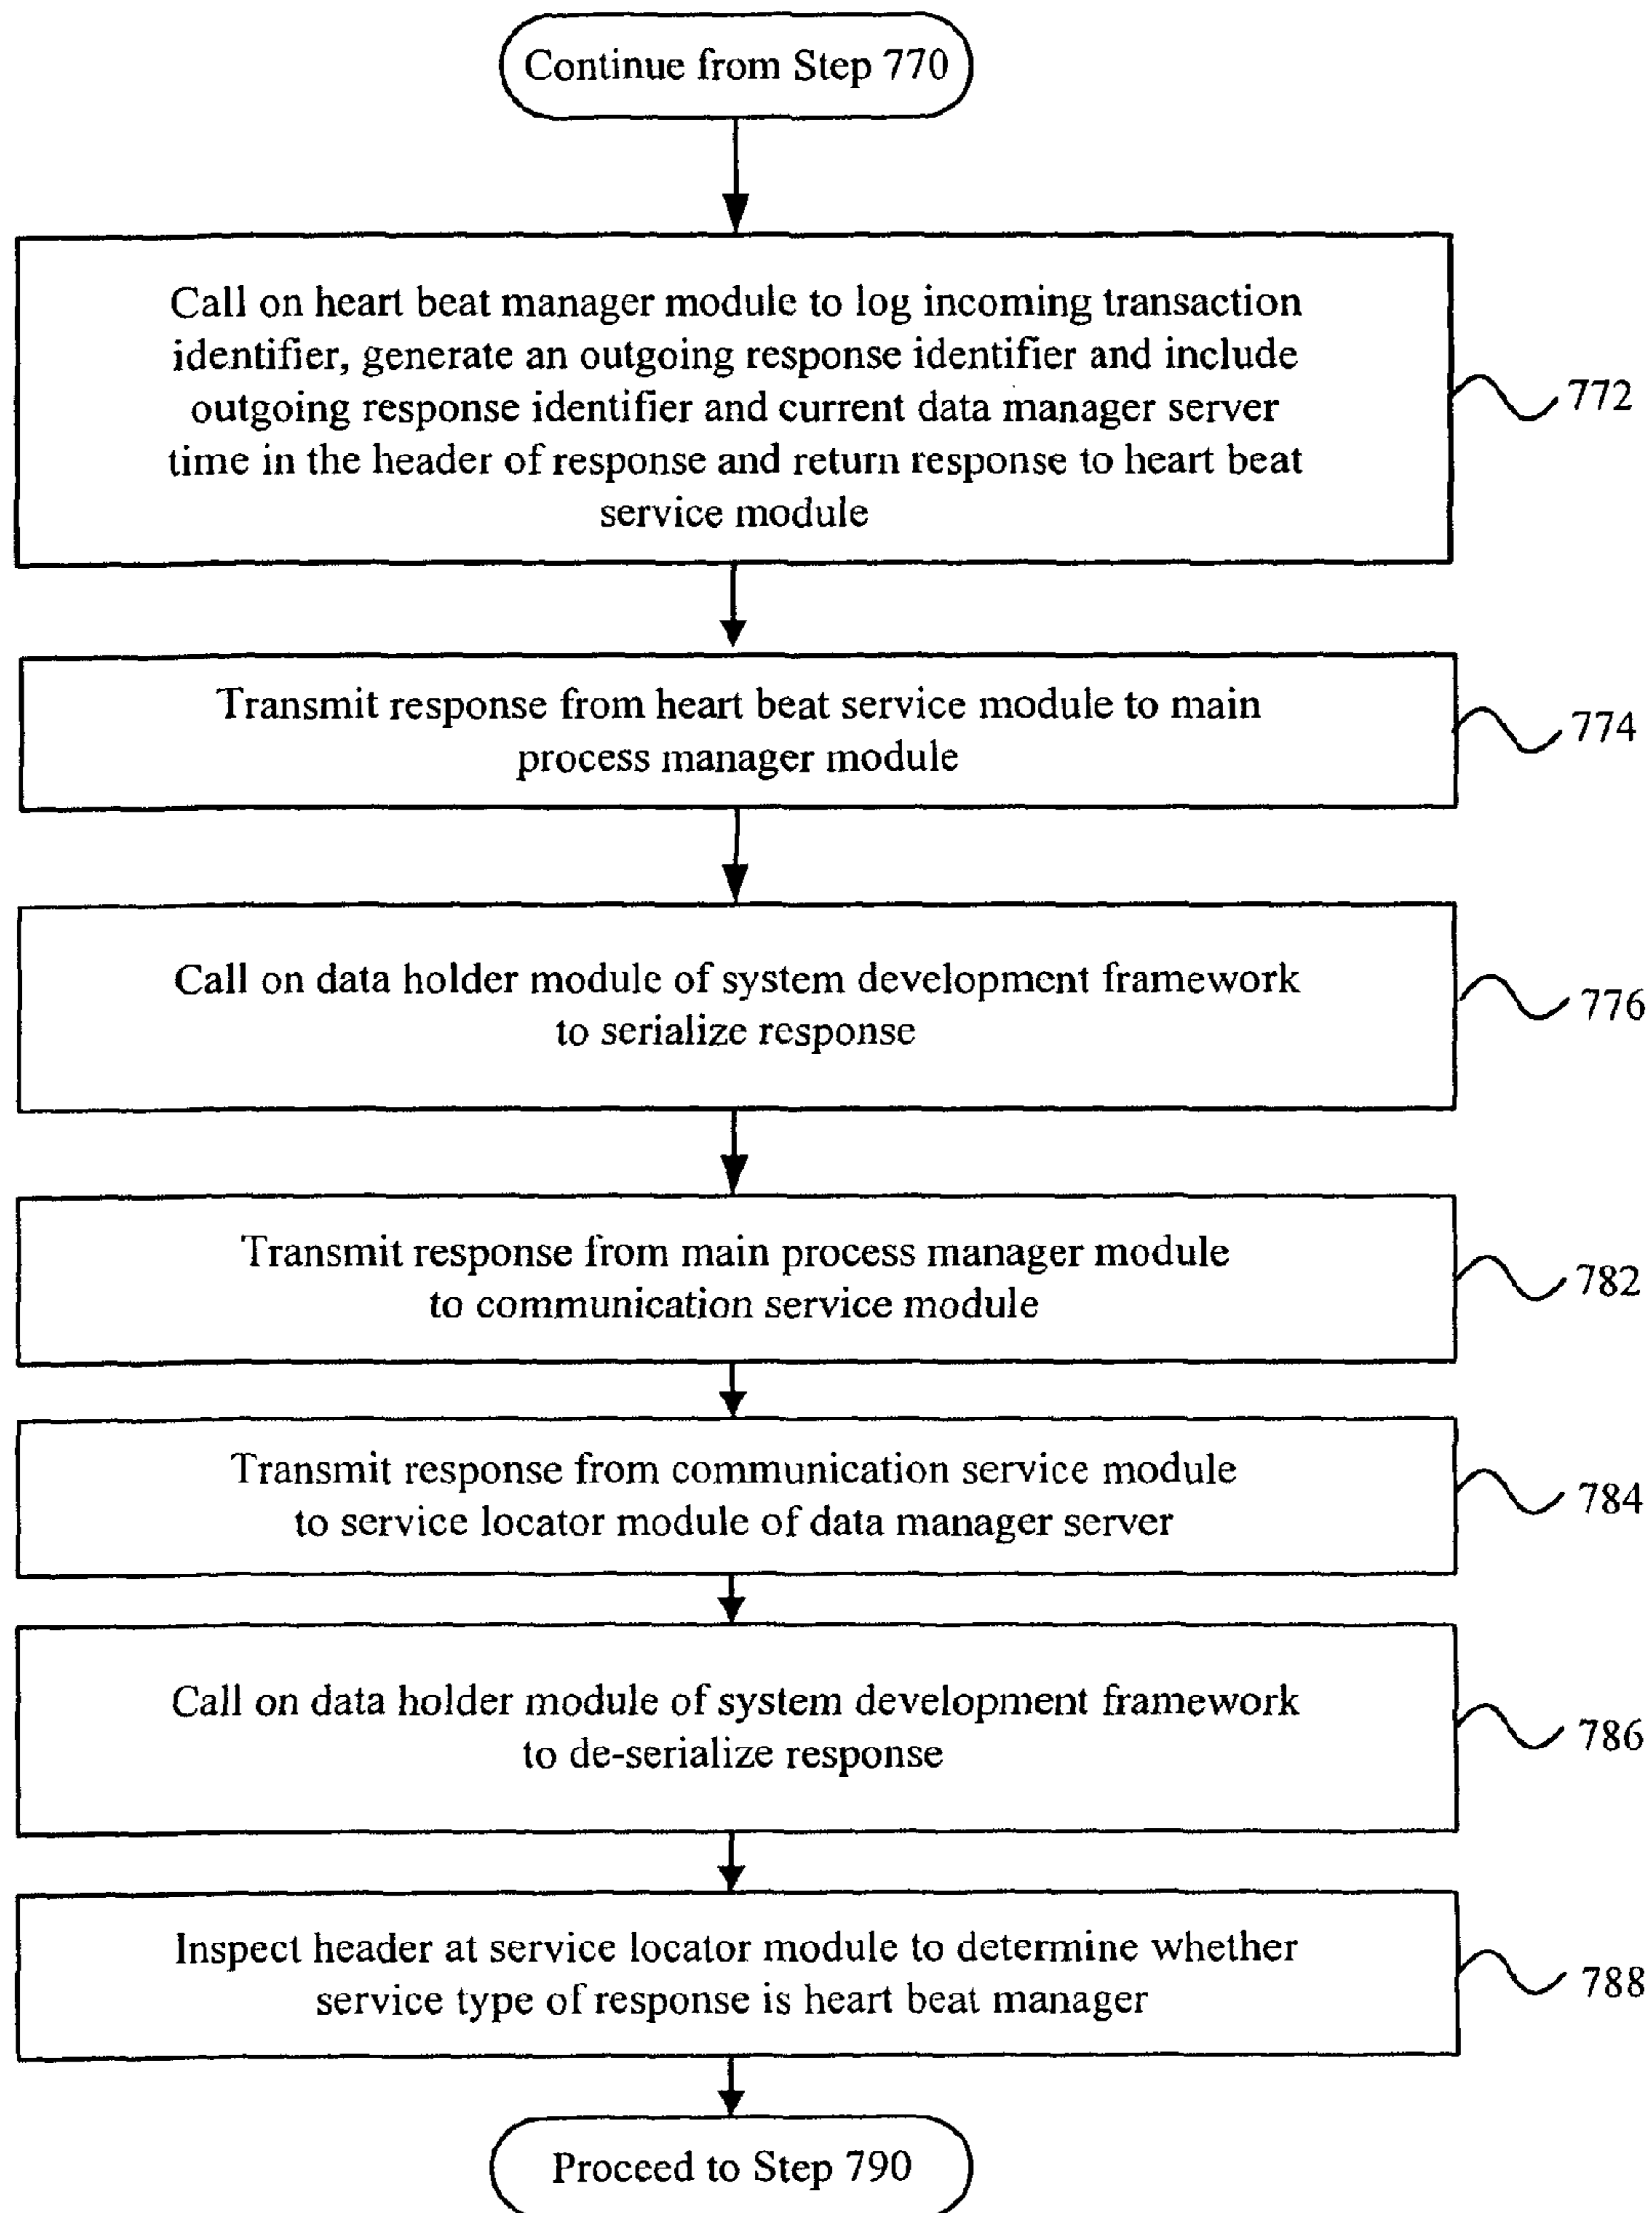 Continue from Step 770
Call on heart beat manager module to log incoming transaction
identifier, generate an outgoing response identifier and include
outgoing response identifier and current data manager server
time in the header of response and return response to heart beat
service module
772
Transmit response from heart beat service module to main
process manager module
774
Call on data holder module of system development framework
to serialize response
776
Transmit response from main process manager module
to communication service module
782
Transmit response from communication service module
to service locator module of data manager server
784
Call on data holder module of system development framework
to de-serialize response
786
Inspect header at service locator module to determine whether
service type of response is heart beat manager
788
Proceed to Step 790